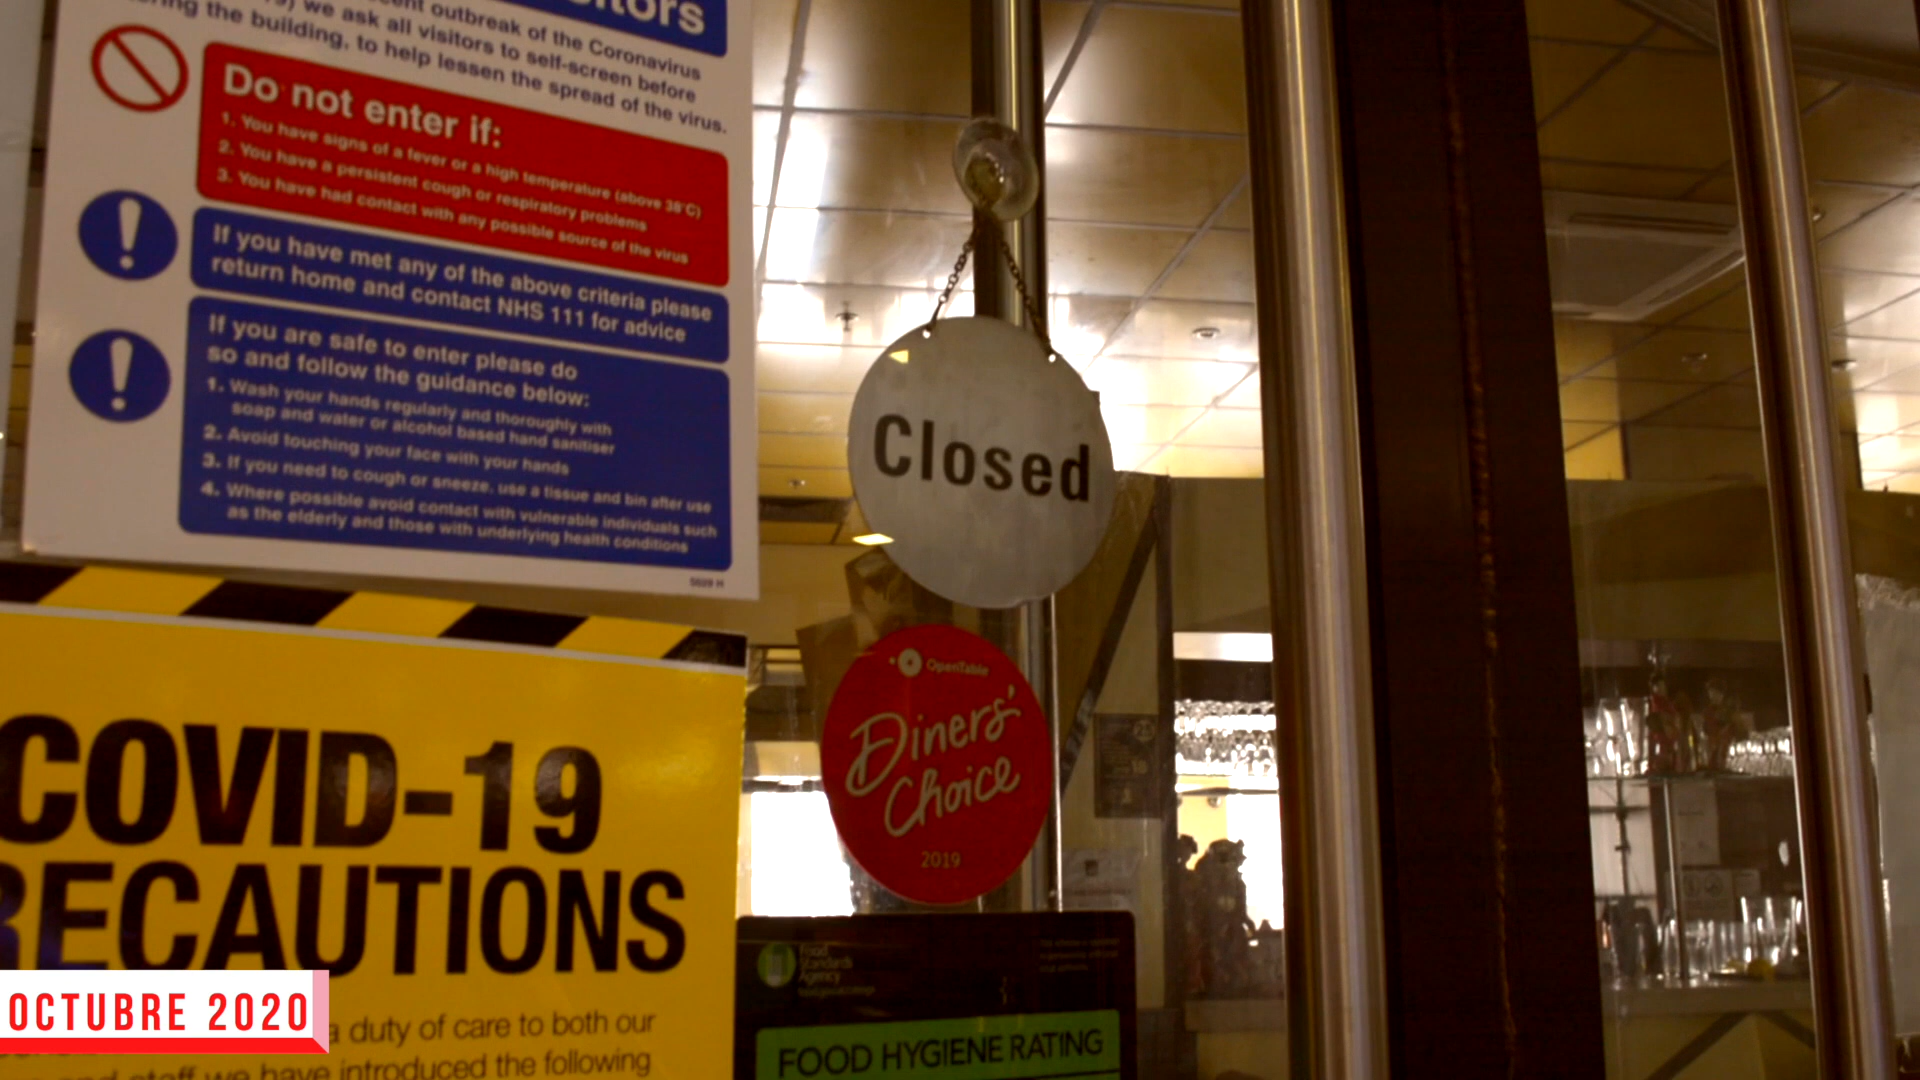 itors
cent outbreak of the Coronavirus
19) we ask all visitors to self-screen before
the building, to help lessen the spread of the virus.
Do not enter if:
1. You have signs of a fever or a high temperature (above 38°C)
2. You have a persistent cough or respiratory problems
3. You have had contact with any possible source of the virus
If you have met any of the above criteria please
return home and contact NHS 111 for advice
If you are safe to enter please do
so and follow the guidance below:
1. Wash your hands regularly and thoroughly with
soap and water or alcohol based hand sanitiser
2. Avoid touching your face with your hands
3. If you need to cough or sneeze, use a tissue and bin after use
4. Where possible avoid contact with vulnerable individuals such
as the elderly and those with underlying health conditions
Closed
OpenTable
Diners'
Choice
2019
COVID-19
RECAUTIONS
a duty of care to both our
and staff we have introduced the following
OCTUBRE 2020
Food
Standards
Agency
FOOD HYGIENE RATING